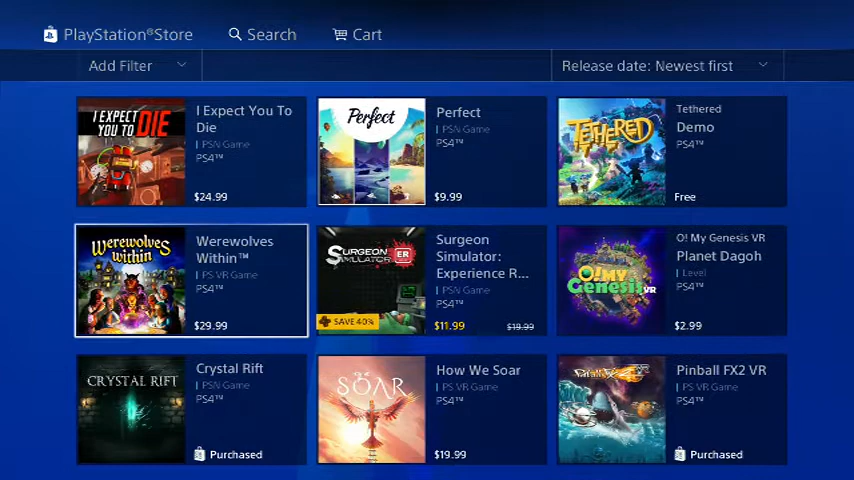 PlayStation®Store
Search
Cart
Add Filter
Release date: Newest first
I EXPECT
YOU TO DIE
I Expect You To
Die
PSN Game
PS4™
$24.99
Perfect
Perfect
PSN Game
PS4™
$9.99
TETHERED
Tethered
Demo
PS4™
Free
Werewolves
within
Werewolves
Within™
PS VR Game
PS4™
$29.99
SURGEON
SIMULATOR
ER
SAVE 40%
Surgeon
Simulator:
Experience R...
PSN Game
PS4™
$11.99
$19.99
O! MY
Genesis VR
O! My Genesis VR
Planet Dagoh
Level
PS4™
$2.99
CRYSTAL RIFT
Crystal Rift
PSN Game
PS4™
Purchased
SOAR
How We Soar
PS VR Game
PS4™
$19.99
Pinball FX2 VR
Pinball FX2 VR
PS VR Game
PS4™
Purchased